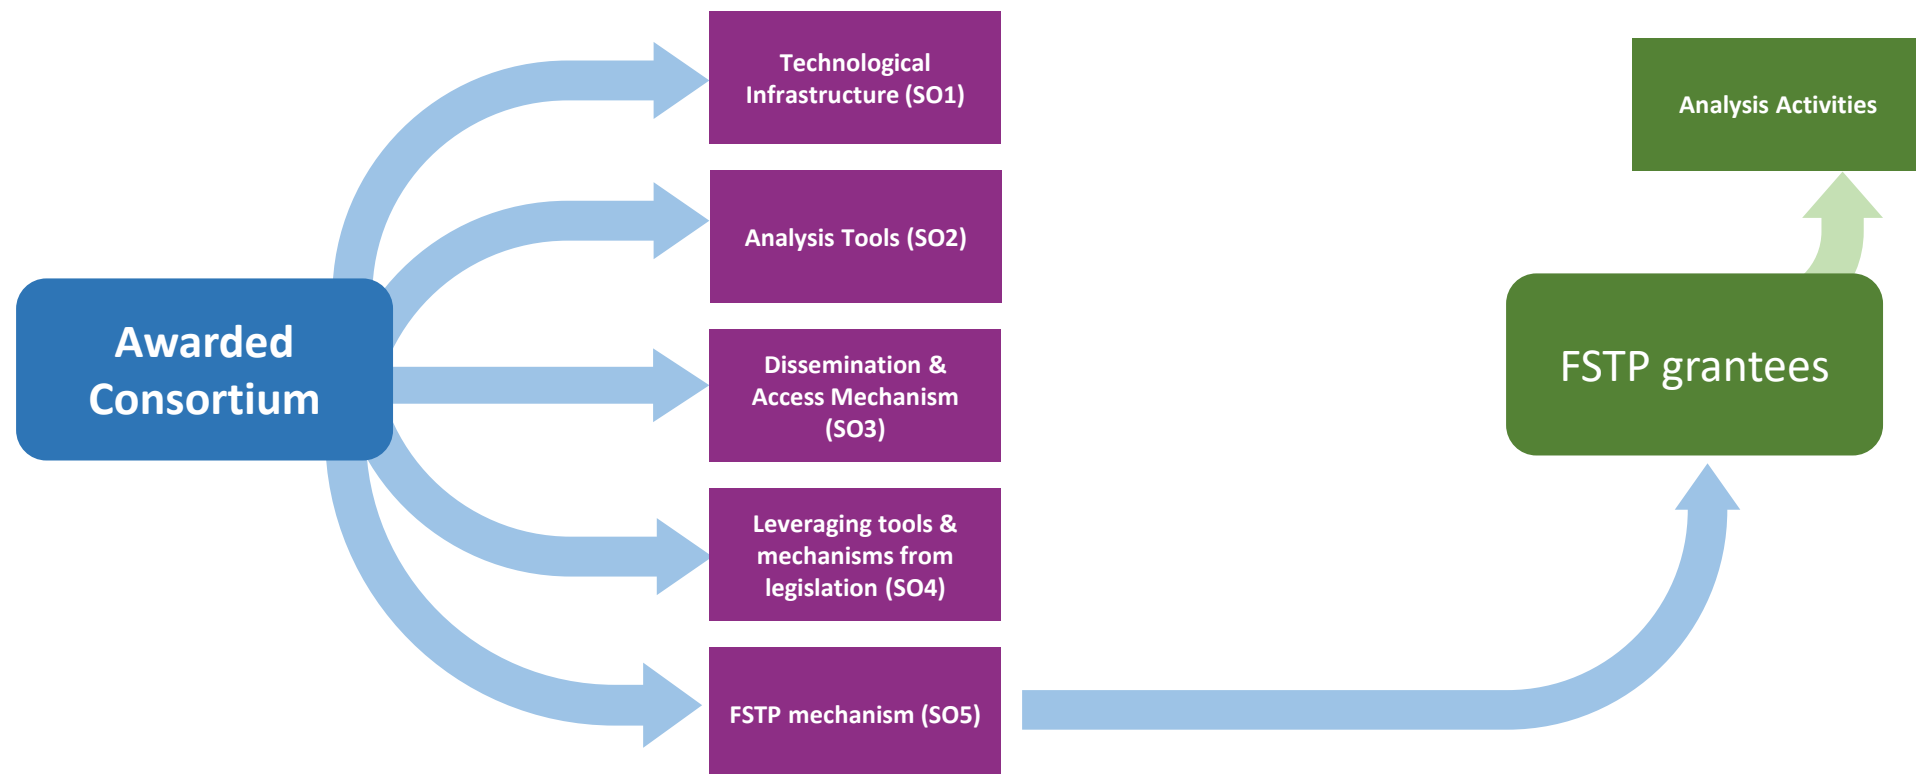 Technological
Infrastructure (SO1)
Analysis Tools (SO2)
Dissemination &
Access Mechanism
(SO3)
Leveraging tools &
mechanisms from
legislation (SO4)
FSTP mechanism (SO5)
Awarded
Consortium
Analysis Activities
FSTP grantees